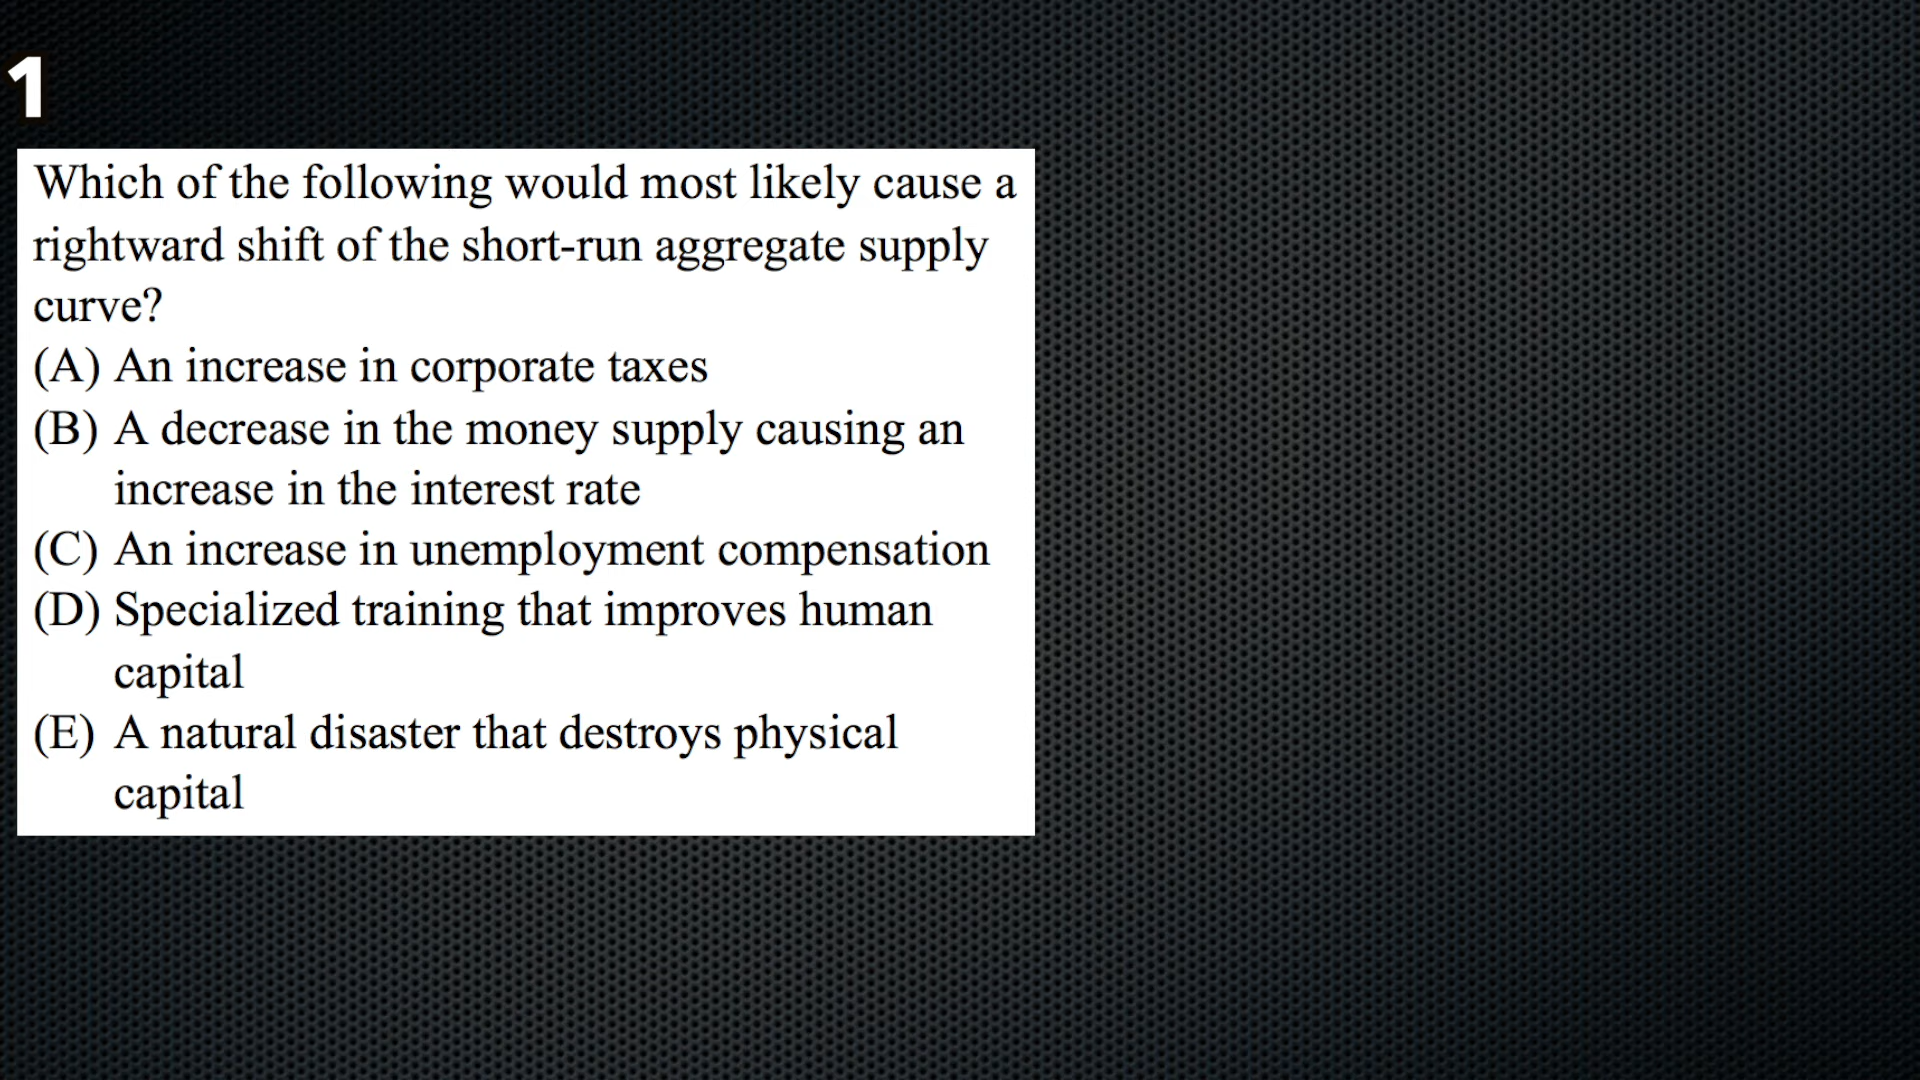 1
Which of the following would most likely cause a
rightward shift of the short-run aggregate supply
curve?
(A) An increase in corporate taxes
(B) A decrease in the money supply causing an
increase in the interest rate
(C) An increase in unemployment compensation
(D) Specialized training that improves human
capital
(E) A natural disaster that destroys physical
capital